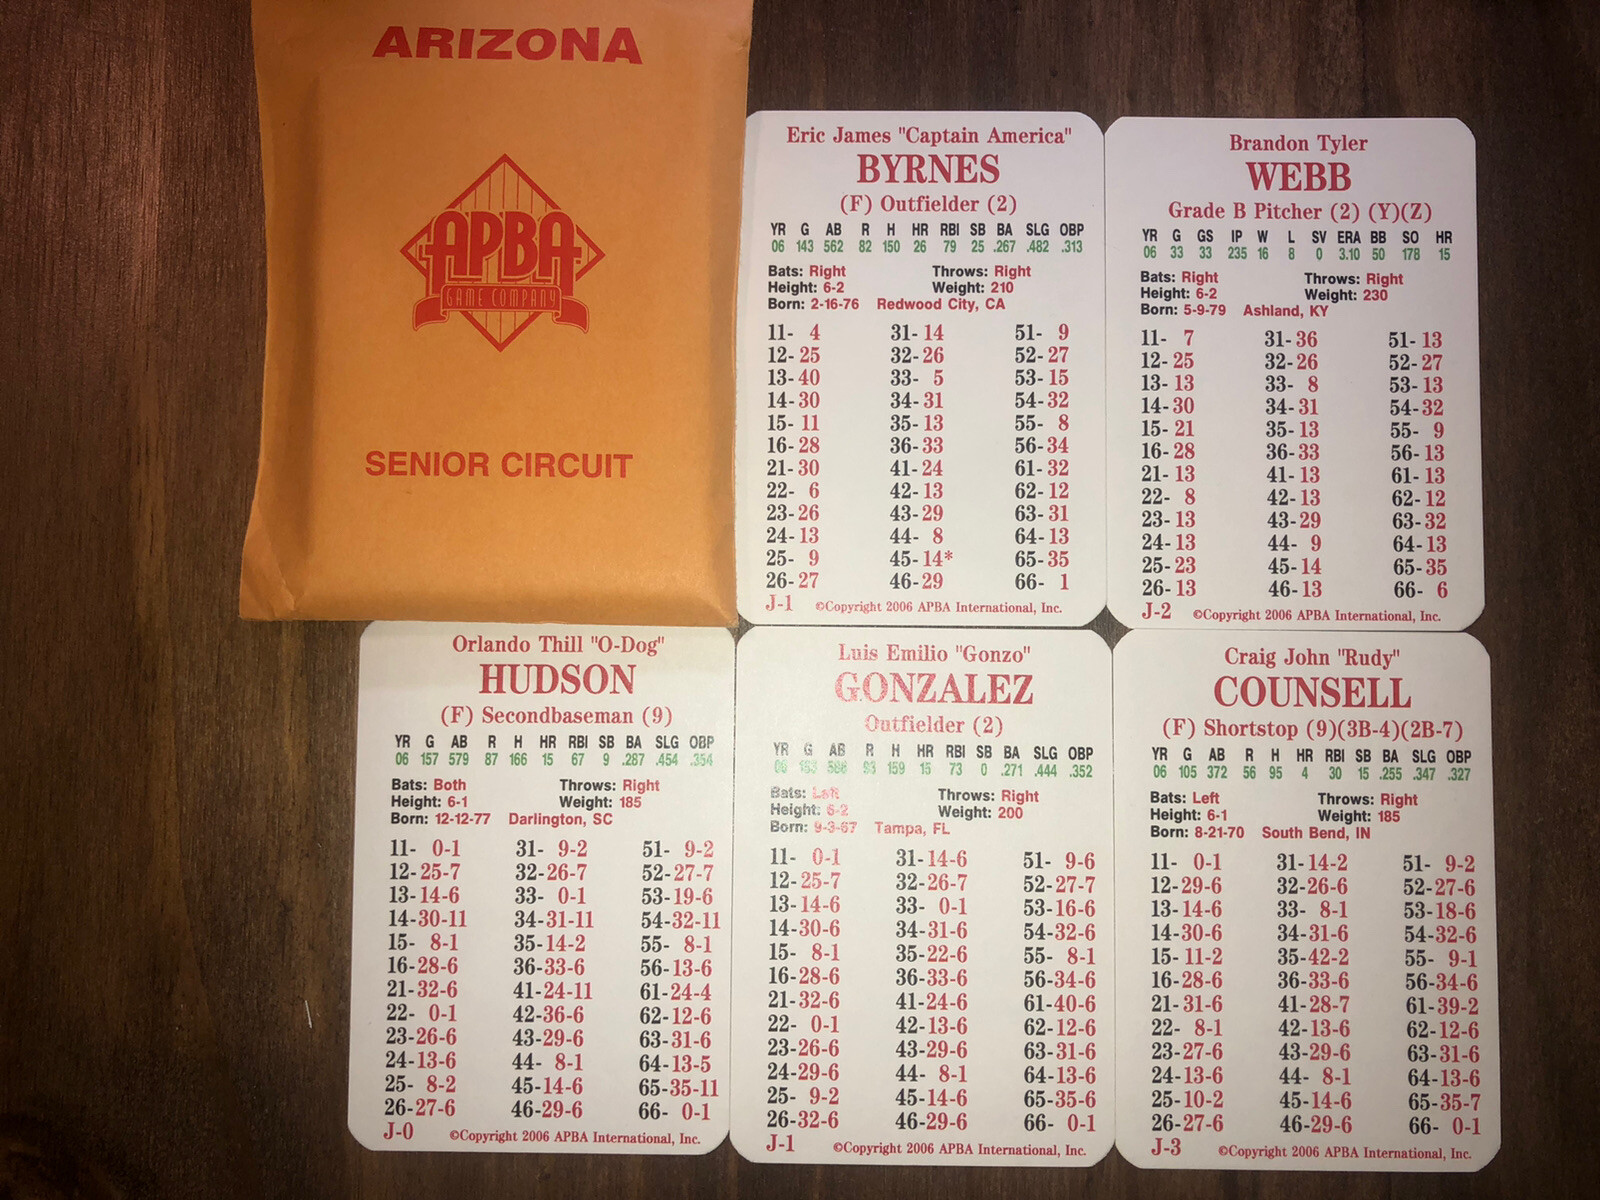 ARIZONA
APBA
GAME COMPANY
SENIOR CIRCUIT
Eric James "Captain America"
BYRNES
(F) Outfielder (2)
YR G AB R H HR RBI SB BA SLG OBP
06 143 562 82 150 26 79 25 .267 .482 .313
Bats: Right Throws: Right
Height: 6-2 Weight: 210
Born: 2-16-76 Redwood City, CA
11- 4 31-14 51- 9
12-25 32-26 52-27
13-40 33- 5 53-15
14-30 34-31 54-32
15-11 35-13 55- 8
16-28 36-33 56-34
21-30 41-24 61-32
22- 6 42-13 62-12
23-26 43-29 63-31
24-13 44- 8 64-13
25- 9 45-14* 65-35
26-27 46-29 66- 1
J-1 ©Copyright 2006 APBA International, Inc.
Brandon Tyler
WEBB
Grade B Pitcher (2) (Y)(Z)
YR G GS IP W L SV ERA BB SO HR
06 33 33 235 16 8 0 3.10 50 178 15
Bats: Right Throws: Right
Height: 6-2 Weight: 230
Born: 5-9-79 Ashland, KY
11- 7 31-36 51-13
12-25 32-26 52-27
13-13 33- 8 53-13
14-30 34-31 54-32
15-21 35-13 55- 9
16-28 36-33 56-13
21-13 41-13 61-13
22- 8 42-13 62-12
23-13 43-29 63-32
24-13 44- 9 64-13
25-23 45-14 65-35
26-13 46-13 66- 6
J-2 ©Copyright 2006 APBA International, Inc.
Orlando Thill "O-Dog"
HUDSON
(F) Secondbaseman (9)
YR G AB R H HR RBI SB BA SLG OBP
06 157 579 87 166 15 67 9 .287 .454 .354
Bats: Both Throws: Right
Height: 6-1 Weight: 185
Born: 12-12-77 Darlington, SC
11- 0-1 31- 9-2 51- 9-2
12-25-7 32-26-7 52-27-7
13-14-6 33- 0-1 53-19-6
14-30-11 34-31-11 54-32-11
15- 8-1 35-14-2 55- 8-1
16-28-6 36-33-6 56-13-6
21-32-6 41-24-11 61-24-4
22- 0-1 42-36-6 62-12-6
23-26-6 43-29-6 63-31-6
24-13-6 44- 8-1 64-13-5
25- 8-2 45-14-6 65-35-11
26-27-6 46-29-6 66- 0-1
J-0 ©Copyright 2006 APBA International, Inc.
Luis Emilio "Gonzo"
GONZALEZ
Outfielder (2)
YR G AB R H HR RBI SB BA SLG OBP
06 159 15 73 0 .271 .444 .352
Bats: Left Throws: Right
Height: 6-2 Weight: 200
Born: 9-3-67 Tampa, FL
11- 0-1 31-14-6 51- 9-6
12-25-7 32-26-7 52-27-7
13-14-6 33- 0-1 53-16-6
14-30-6 34-31-6 54-32-6
15- 8-1 35-22-6 55- 8-1
16-28-6 36-33-6 56-34-6
21-32-6 41-24-6 61-40-6
22- 0-1 42-13-6 62-12-6
23-26-6 43-29-6 63-31-6
24-29-6 44- 8-1 64-13-6
25- 9-2 45-14-6 65-35-6
26-32-6 46-29-6 66- 0-1
J-1 ©Copyright 2006 APBA International, Inc.
Craig John "Rudy"
COUNSELL
(F) Shortstop (9)(3B-4)(2B-7)
YR G AB R H HR RBI SB BA SLG OBP
06 105 372 56 95 4 30 15 .255 .347 .327
Bats: Left Throws: Right
Height: 6-1 Weight: 185
Born: 8-21-70 South Bend, IN
11- 0-1 31-14-2 51- 9-2
12-29-6 32-26-6 52-27-6
13-14-6 33- 8-1 53-18-6
14-30-6 34-31-6 54-32-6
15-11-2 35-42-2 55- 9-1
16-28-6 36-33-6 56-34-6
21-31-6 41-28-7 61-39-2
22- 8-1 42-13-6 62-12-6
23-27-6 43-29-6 63-31-6
24-13-6 44- 8-1 64-13-6
25-10-2 45-14-6 65-35-7
26-27-6 46-29-6 66- 0-1
J-3 ©Copyright 2006 APBA International, Inc.